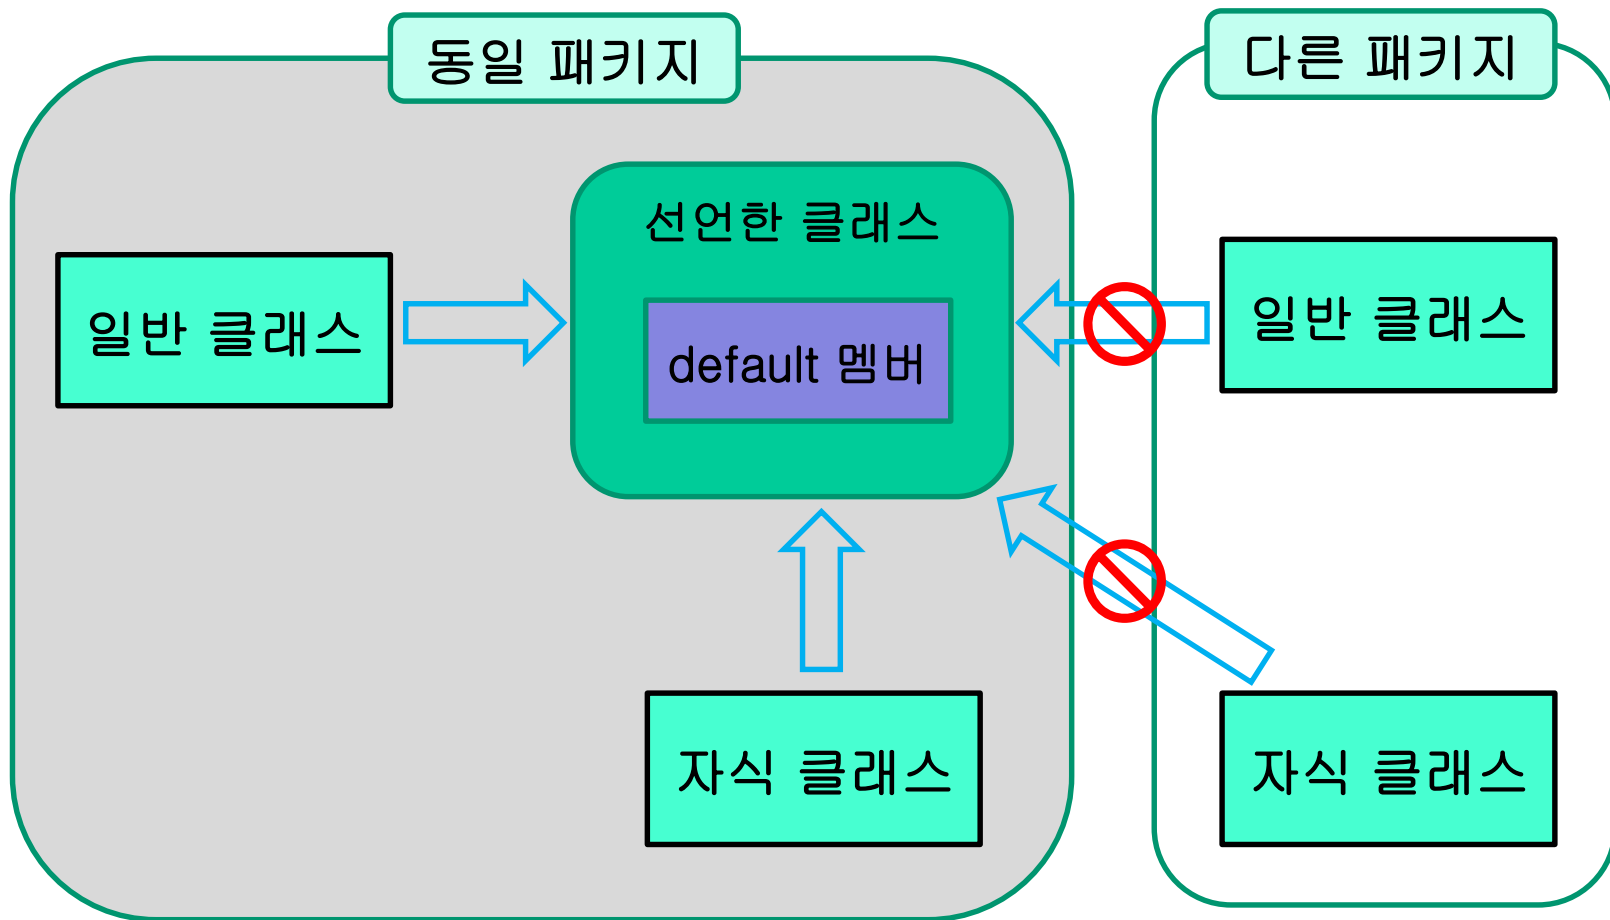 동일 패키지
다른 패키지
선언한 클래스
일반 클래스
default 멤버
일반 클래스
자식 클래스
자식 클래스